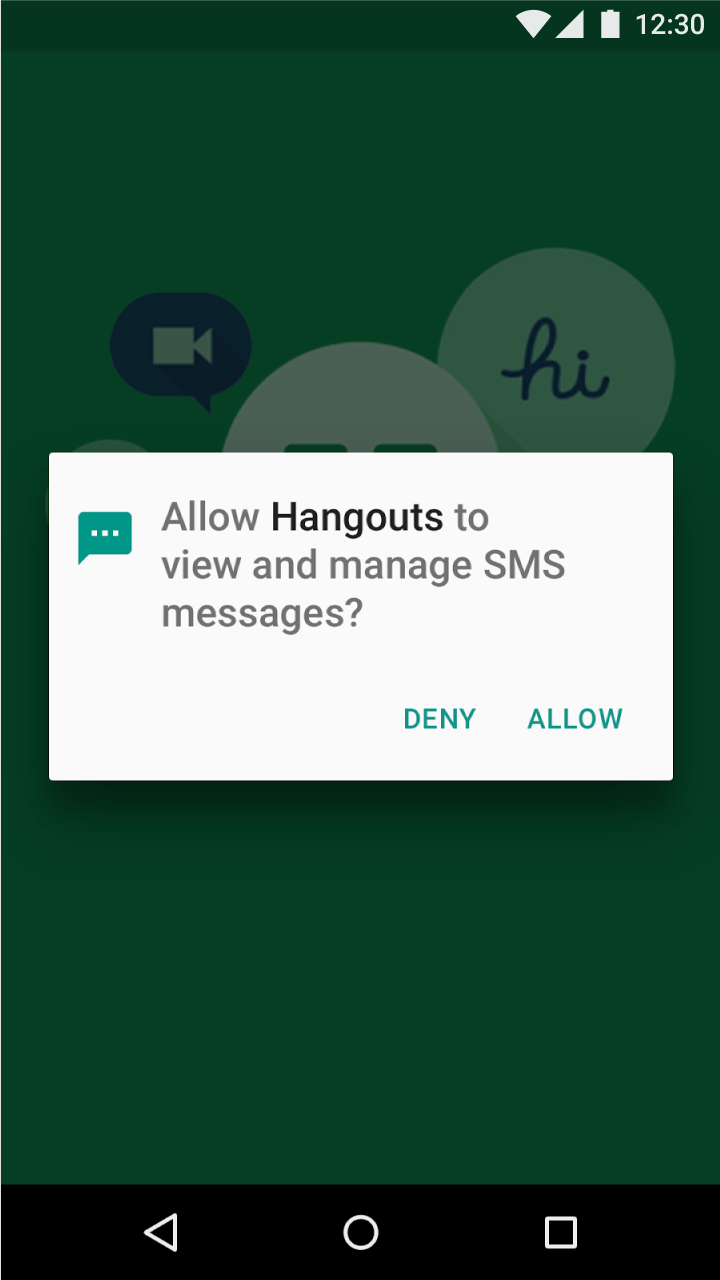 12:30
hi
Allow Hangouts to
view and manage SMS
messages?
DENY ALLOW